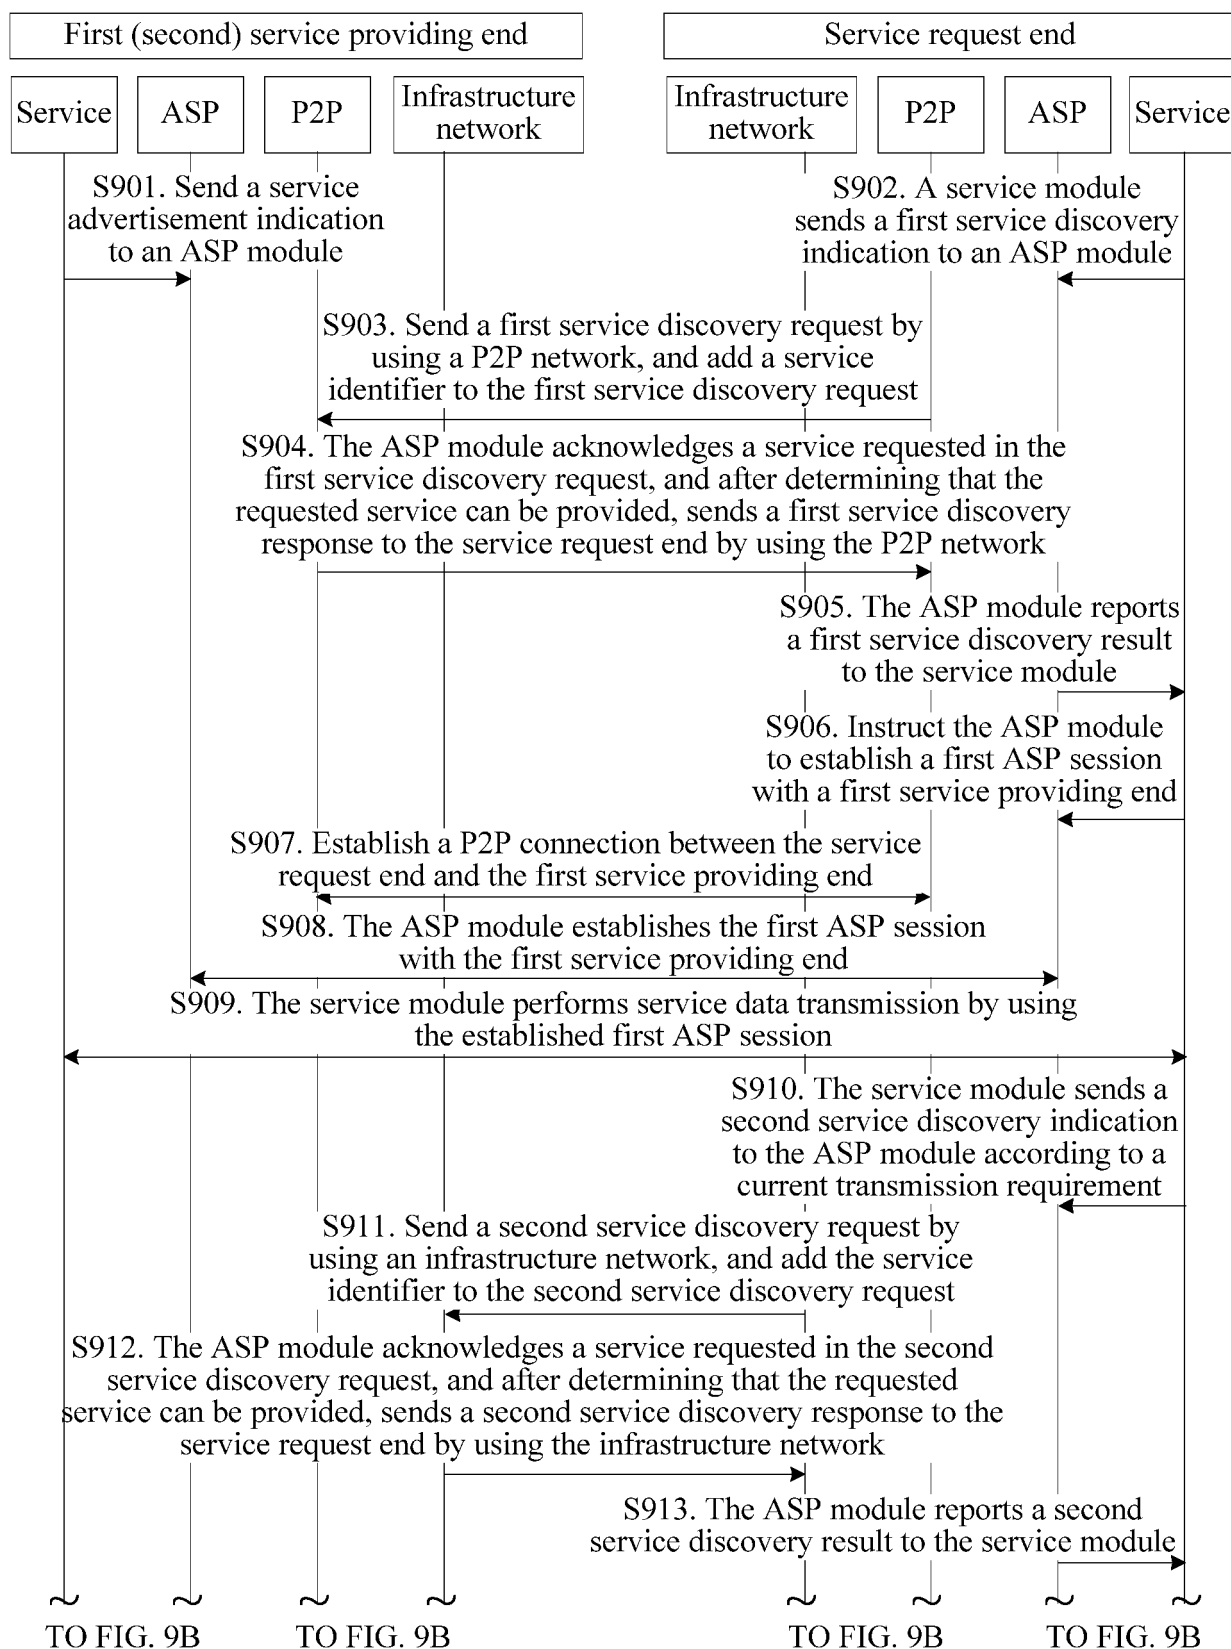 First (second) service providing end
Service request end
Service
ASP
P2P
Infrastructure
network
Infrastructure
network
P2P
ASP
Service
S901. Send a service
advertisement indication
to an ASP module
S902. A service module
sends a first service discovery
indication to an ASP module
S903. Send a first service discovery request by
using a P2P network, and add a service
identifier to the first service discovery request
S904. The ASP module acknowledges a service requested in the
first service discovery request, and after determining that the
requested service can be provided, sends a first service discovery
response to the service request end by using the P2P network
S905. The ASP module reports
a first service discovery result
to the service module
S906. Instruct the ASP module
to establish a first ASP session
with a first service providing end
S907. Establish a P2P connection between the service
request end and the first service providing end
S908. The ASP module establishes the first ASP session
with the first service providing end
S909. The service module performs service data transmission by using
the established first ASP session
S910. The service module sends a
second service discovery indication
to the ASP module according to a
current transmission requirement
S911. Send a second service discovery request by
using an infrastructure network, and add the service
identifier to the second service discovery request
S912. The ASP module acknowledges a service requested in the second
service discovery request, and after determining that the requested
service can be provided, sends a second service discovery response to the
service request end by using the infrastructure network
S913. The ASP module reports a second
service discovery result to the service module
TO FIG. 9B
TO FIG. 9B
TO FIG. 9B
TO FIG. 9B